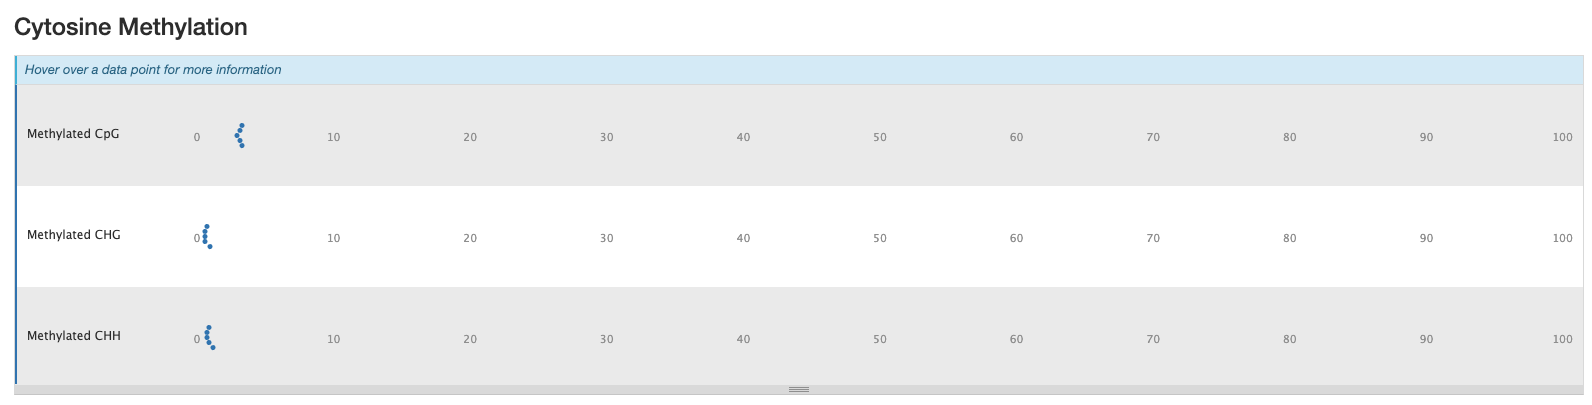 Cytosine Methylation
Hover over a data point for more information
Methylated CpG 0 10 20 30 40 50 60 70 80 90 100
Methylated CHG 0 10 20 30 40 50 60 70 80 90 100
Methylated CHH 0 10 20 30 40 50 60 70 80 90 100